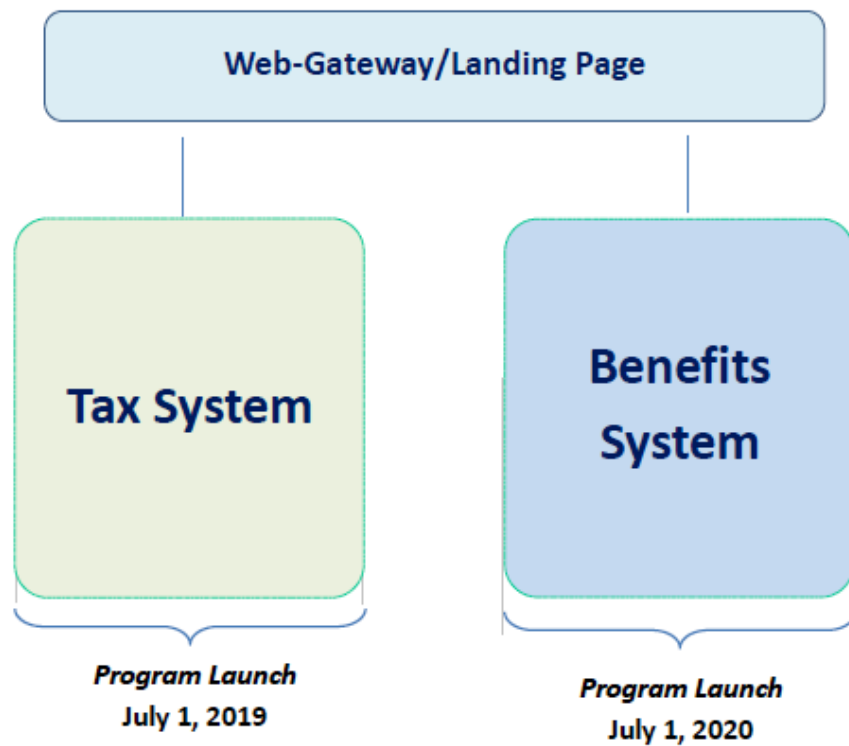 Web-Gateway/Landing Page
Tax System
Benefits
System
Program Launch
July 1, 2019
Program Launch
July 1, 2020